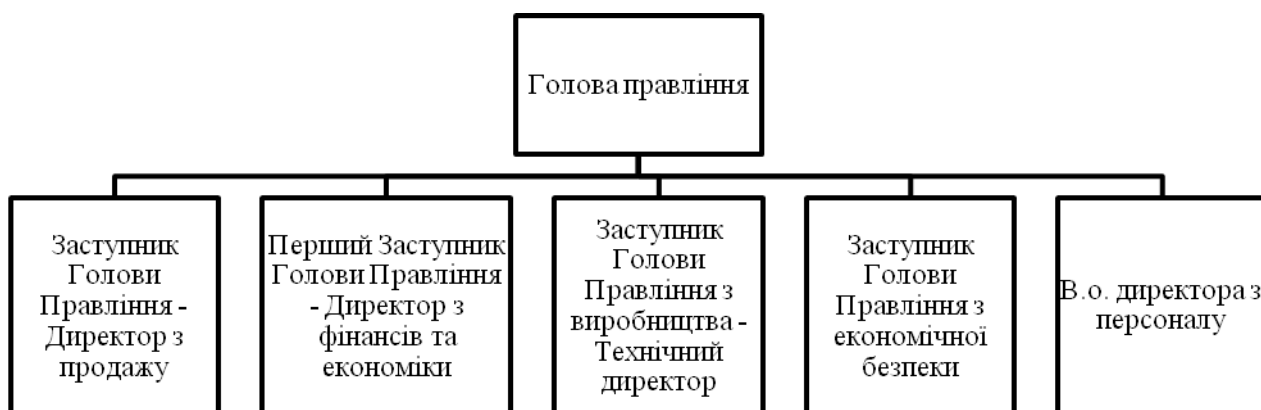 Голова правління
Заступник
Голови
Правління -
Директор з
продажу
Перший Заступник
Голови Правління
- Директор з
фінансів та
економіки
Заступник
Голови
Правління з
виробництва -
Технічний
директор
Заступник
Голови
Правління з
економічної
безпеки
В.о. директора з
персоналу